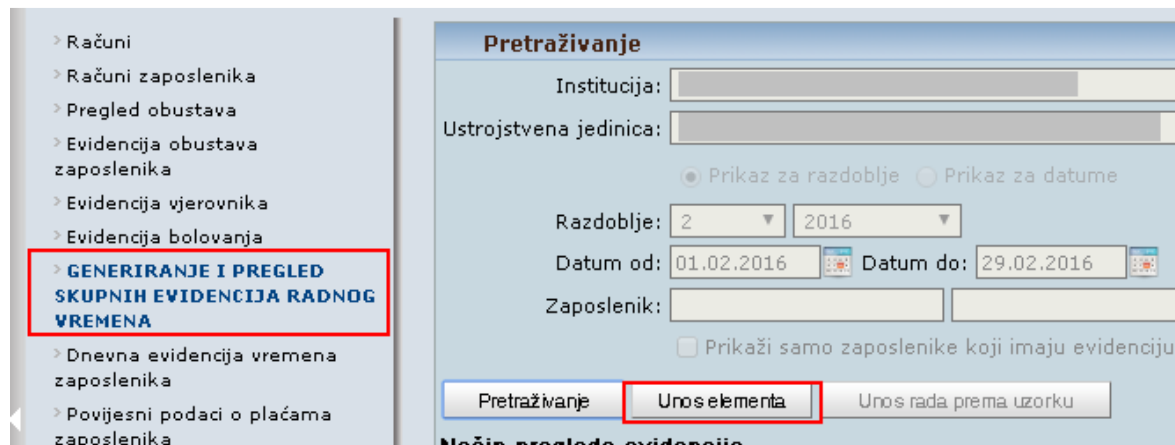 Računi
Računi zaposlenika
Pregled obustava
Evidencija obustava
zaposlenika
Evidencija vjerovnika
Evidencija bolovanja
GENERIRANJE I PREGLED
SKUPNIH EVIDENCIJA RADNOG
VREMENA
Dnevna evidencija vremena
zaposlenika
Povijesni podaci o plaćama
zaposlenika
Pretraživanje
Institucija:
Ustrojstvena jedinica:
Prikaz za razdoblje Prikaz za datume
Razdoblje: 2 2016
Datum od: 01.02.2016 Datum do: 29.02.2016
Zaposlenik:
Prikaži samo zaposlenike koji imaju evidenciju
Pretraživanje Unos elementa Unos rada prema uzorku
Način pregleda evidencije